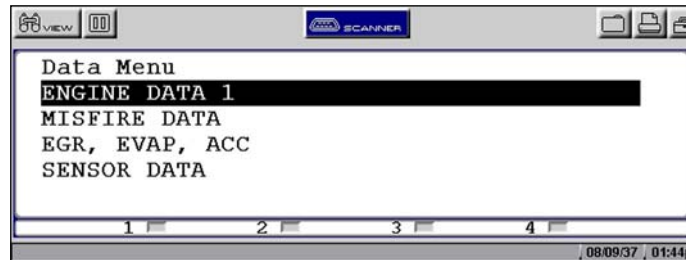 VIEW SCANNER
Data Menu
ENGINE DATA 1
MISFIRE DATA
EGR, EVAP, ACC
SENSOR DATA
1 2 3 4
08/09/37 01:44